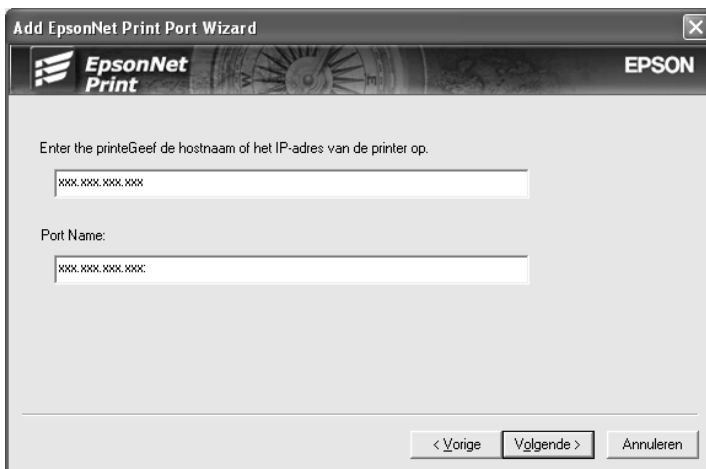 Add EpsonNet Print Port Wizard
EpsonNet
Print
EPSON
Enter the printeGeef de hostnaam of het IP-adres van de printer op.
xxx.xxx.xxx.xxx
Port Name:
xxx.xxx.xxx.xxx:
< Vorige
Volgende >
Annuleren